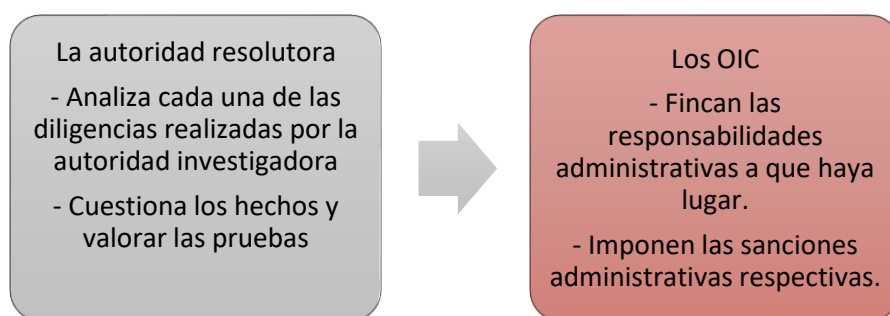 La autoridad resolutora
- Analiza cada una de las
diligencias realizadas por la
autoridad investigadora
- Cuestiona los hechos y
valorar las pruebas
Los OIC
- Fincan las
responsabilidades
administrativas a que haya
lugar.
- Imponen las sanciones
administrativas respectivas.